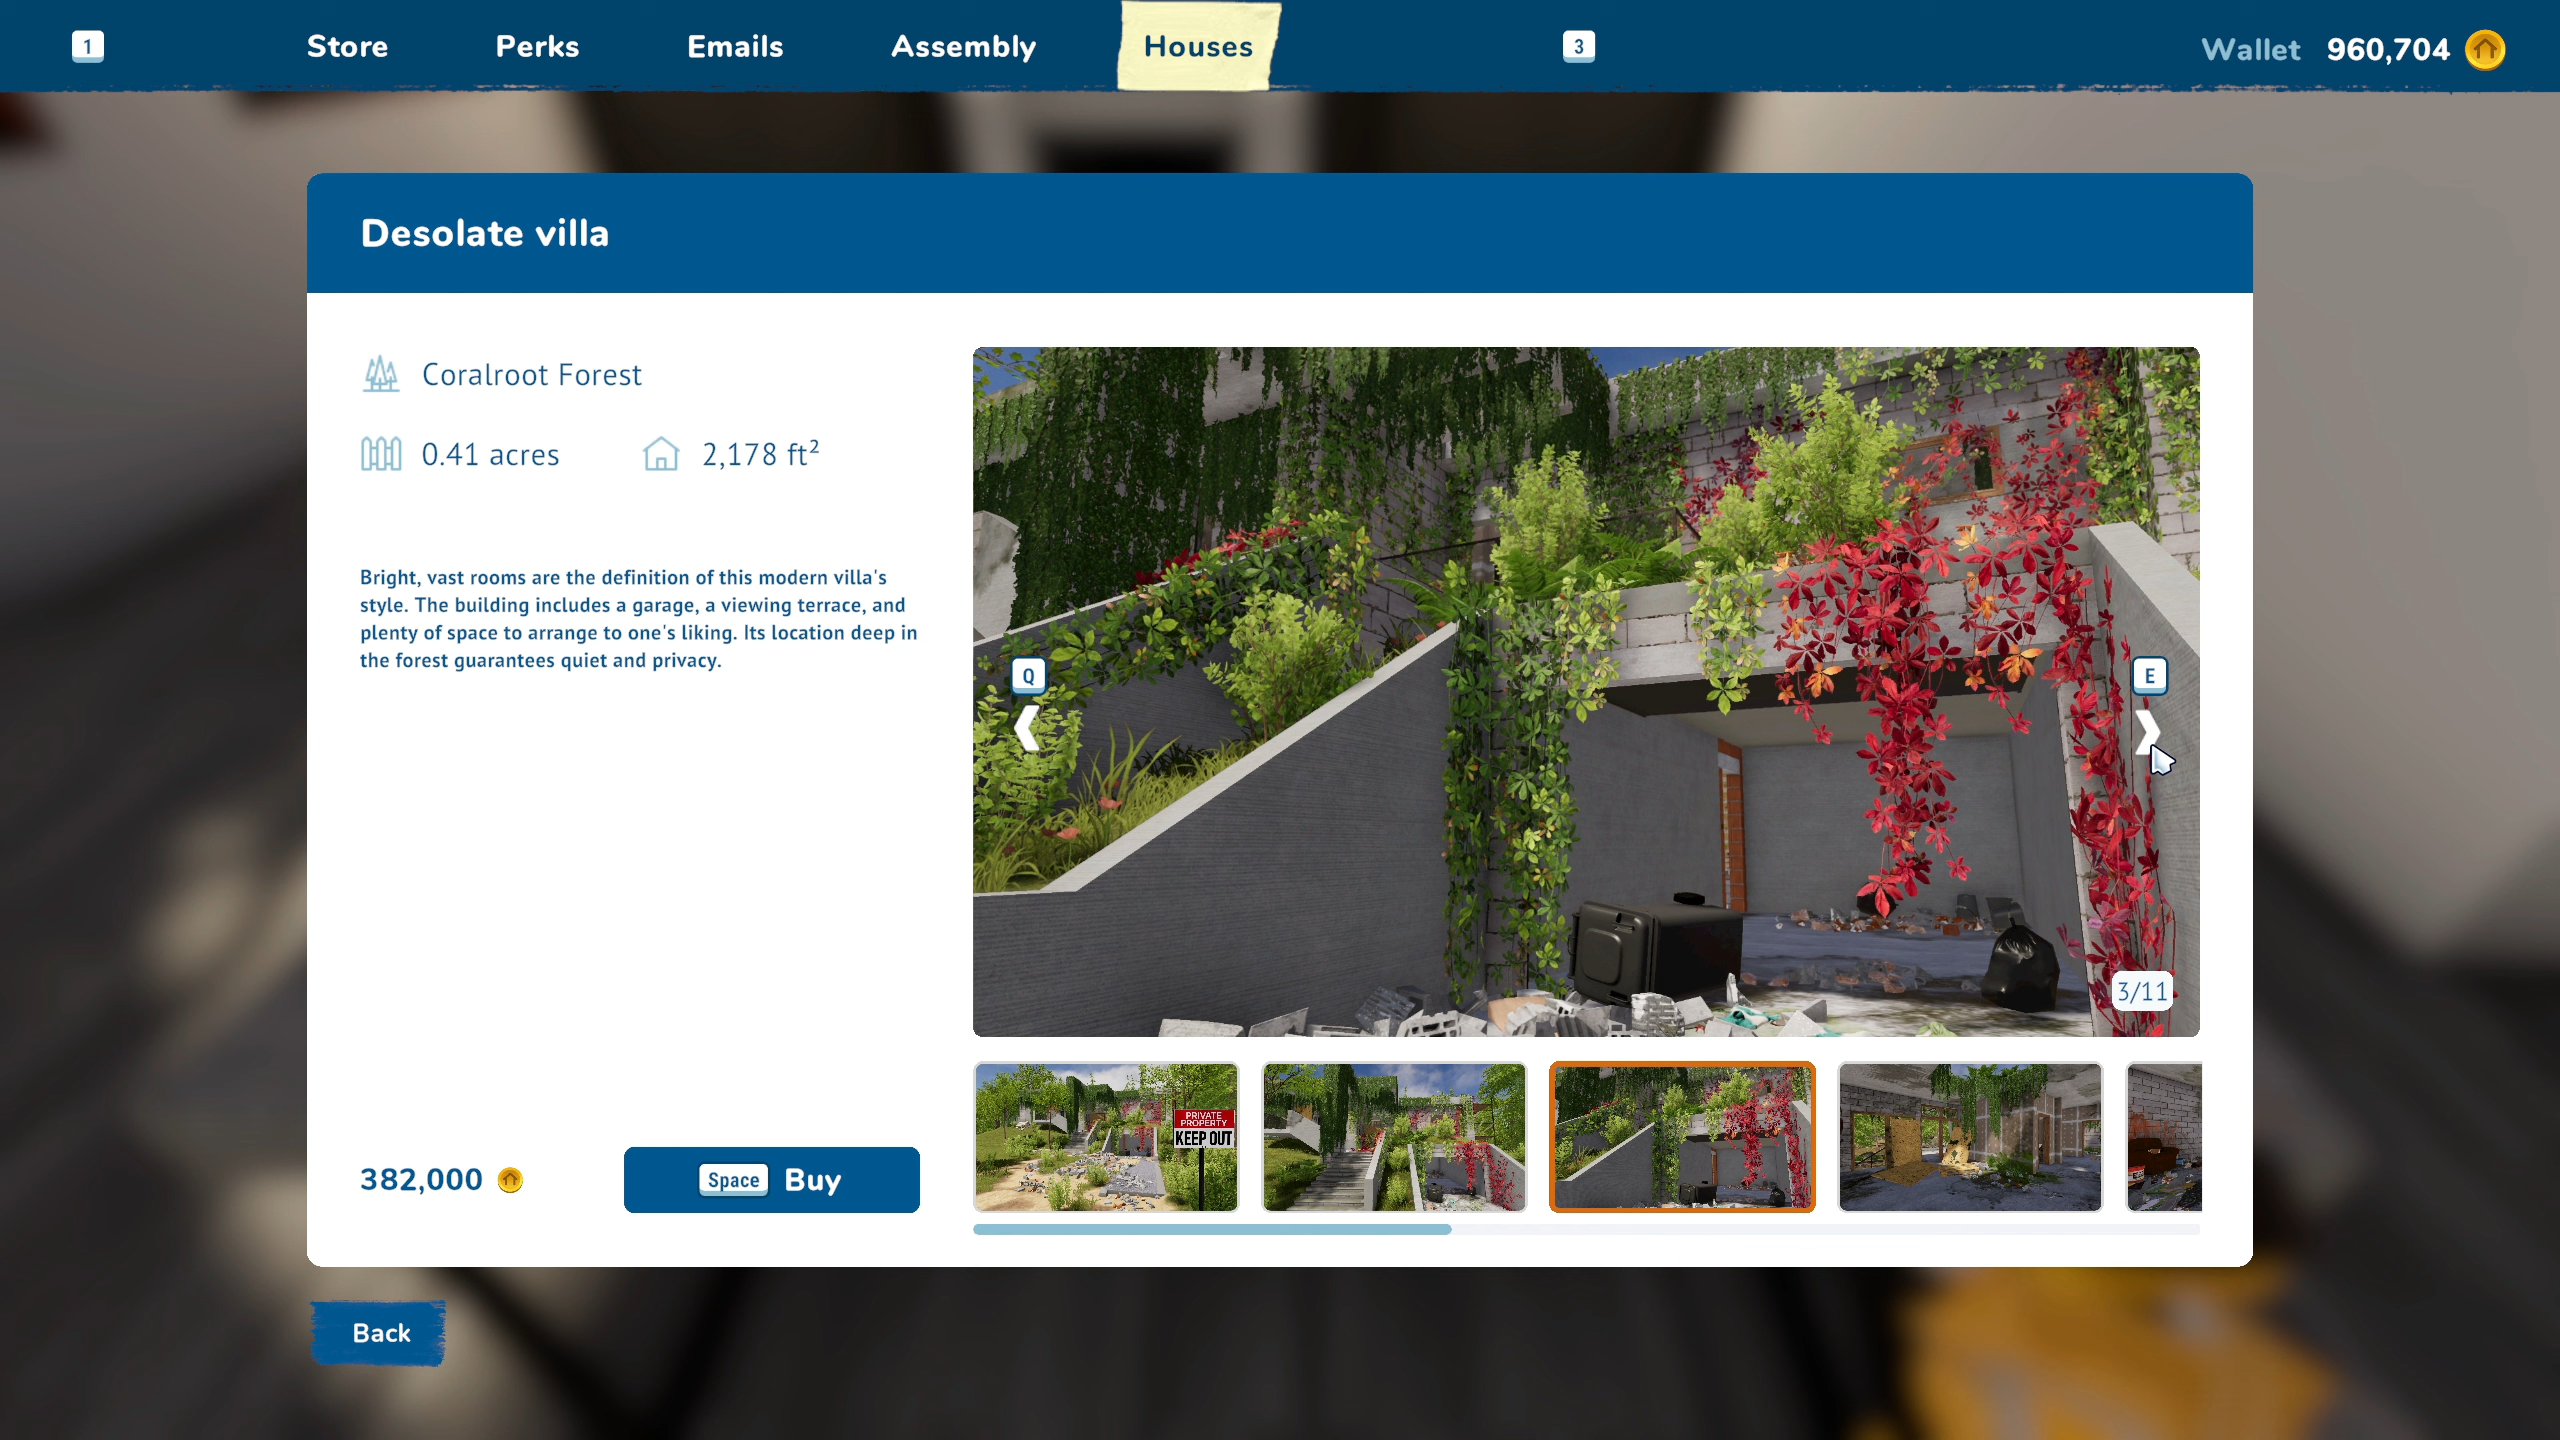 1
Store
Perks
Emails
Assembly
Houses
3
Wallet 960,704
Desolate villa
Coralroot Forest
0.41 acres
2,178 ft²
Bright, vast rooms are the definition of this modern villa's
style. The building includes a garage, a viewing terrace, and
plenty of space to arrange to one's liking. Its location deep in
the forest guarantees quiet and privacy.
Q
E
3/11
PRIVATE
PROPERTY
KEEP OUT
382,000
Space Buy
Back